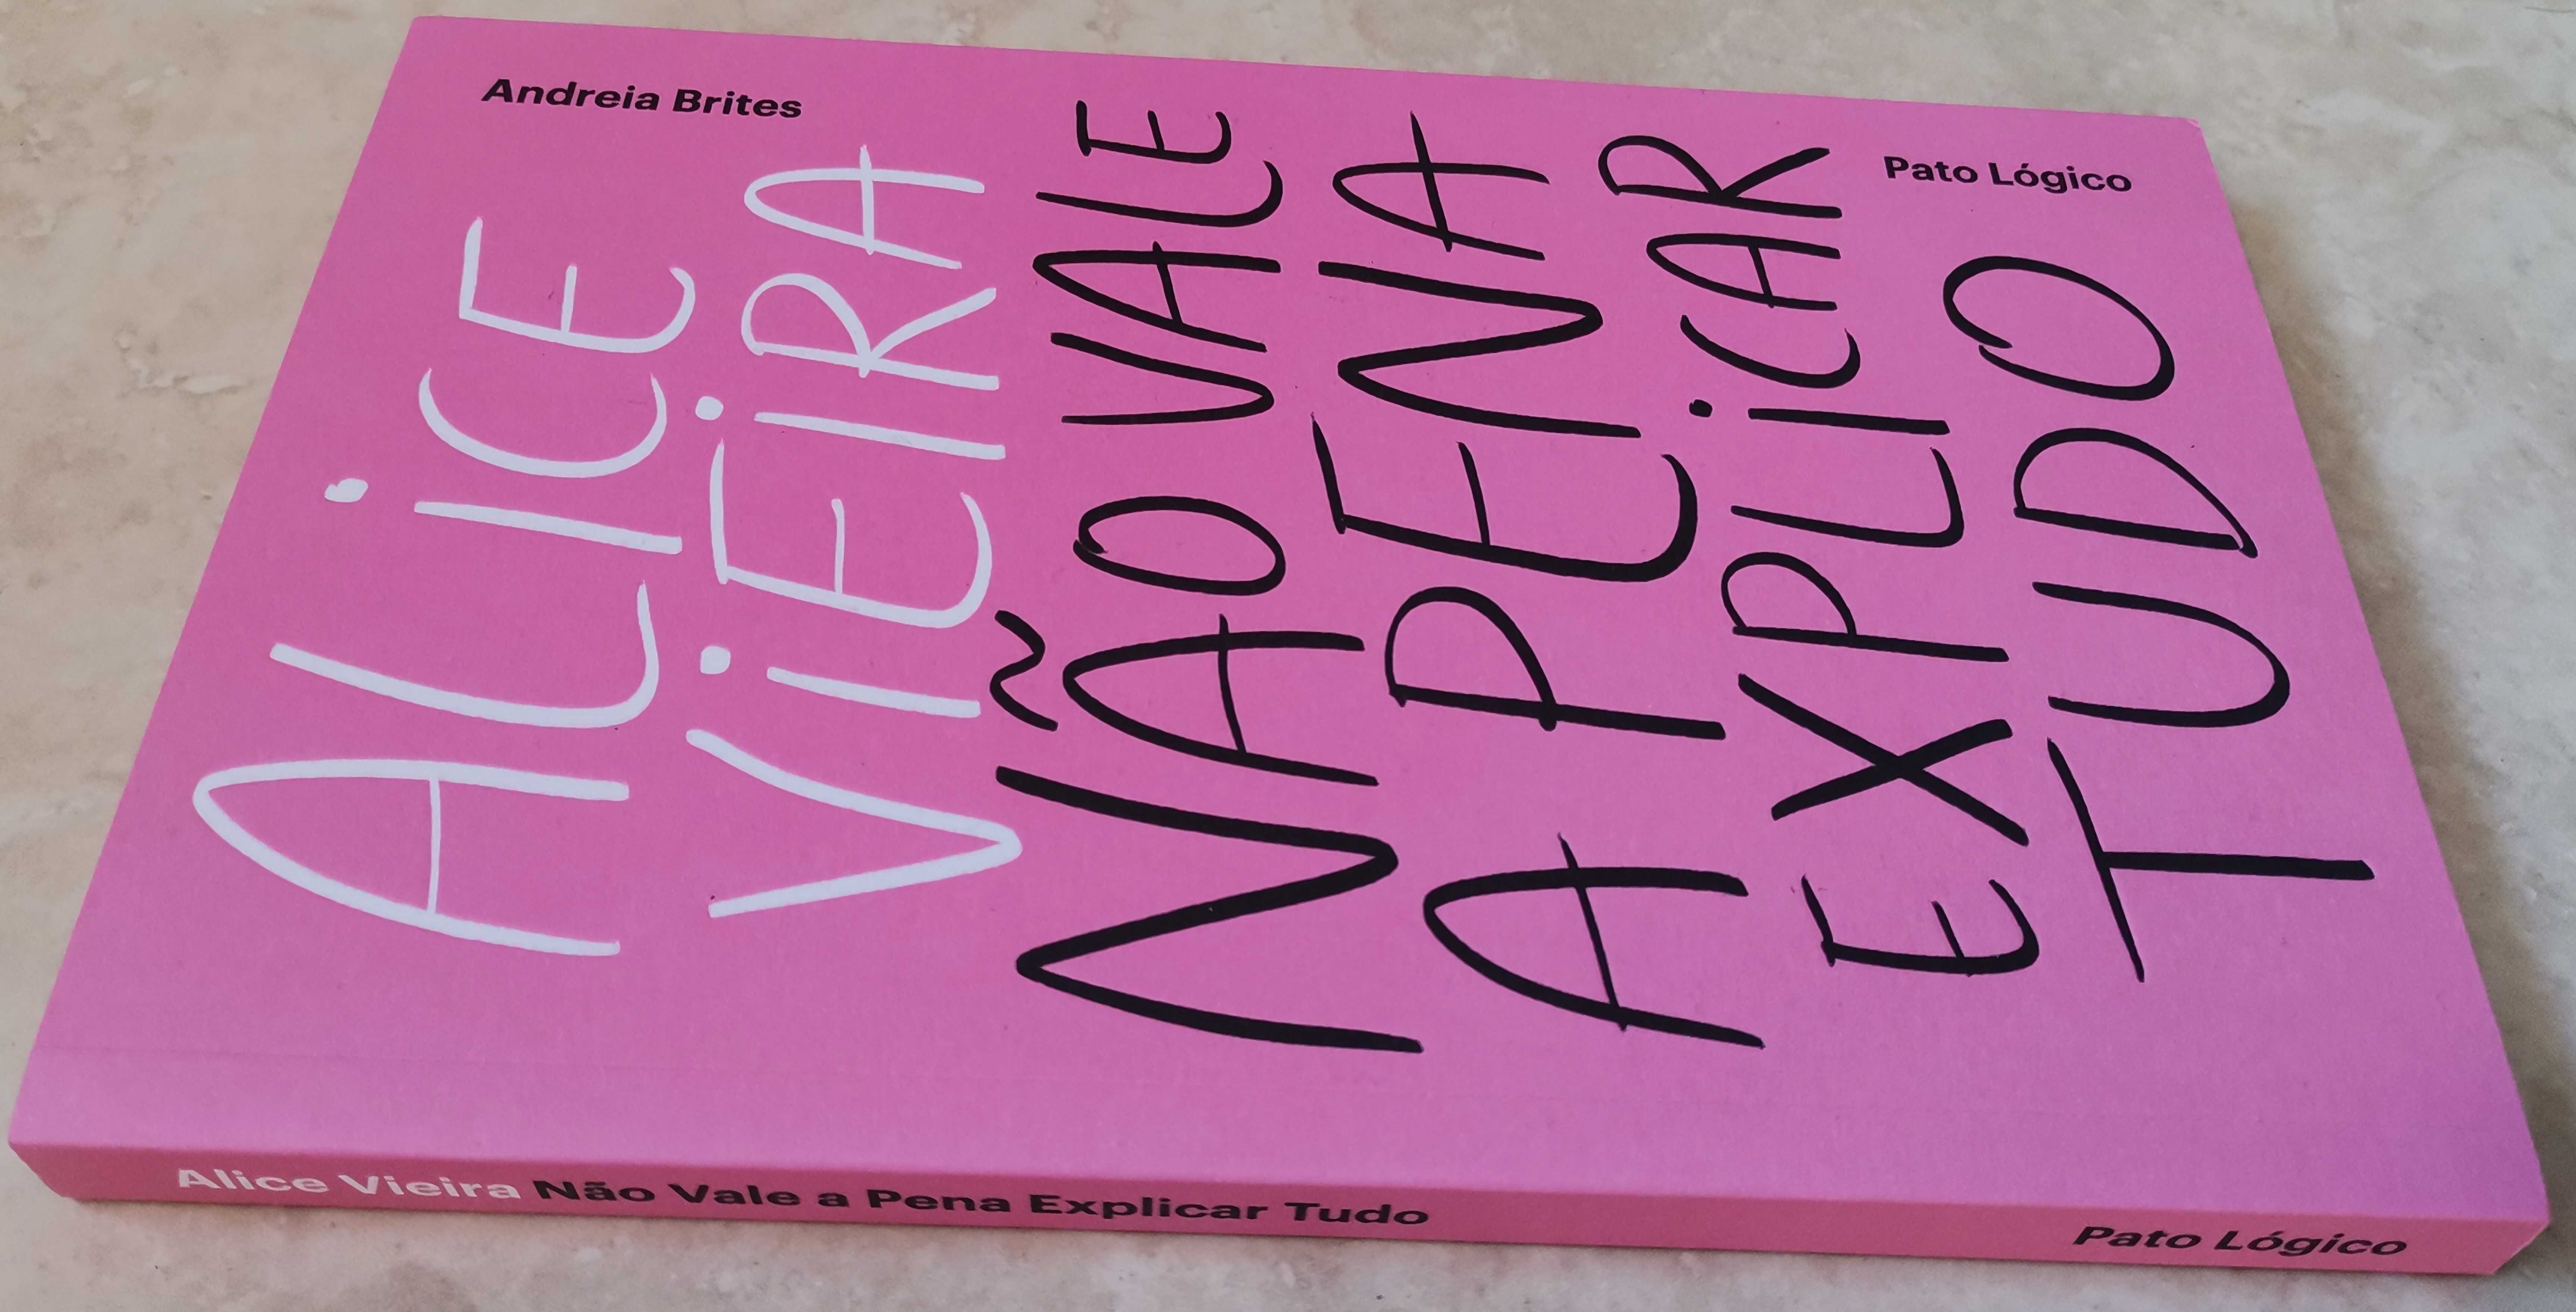 Andreia Brites
Pato Lógico
ALiCE
ViEiRA
NÃO VALE
A PENA
EXPLiCAR
TUDO
Alice Vieira Não Vale a Pena Explicar Tudo
Pato Lógico